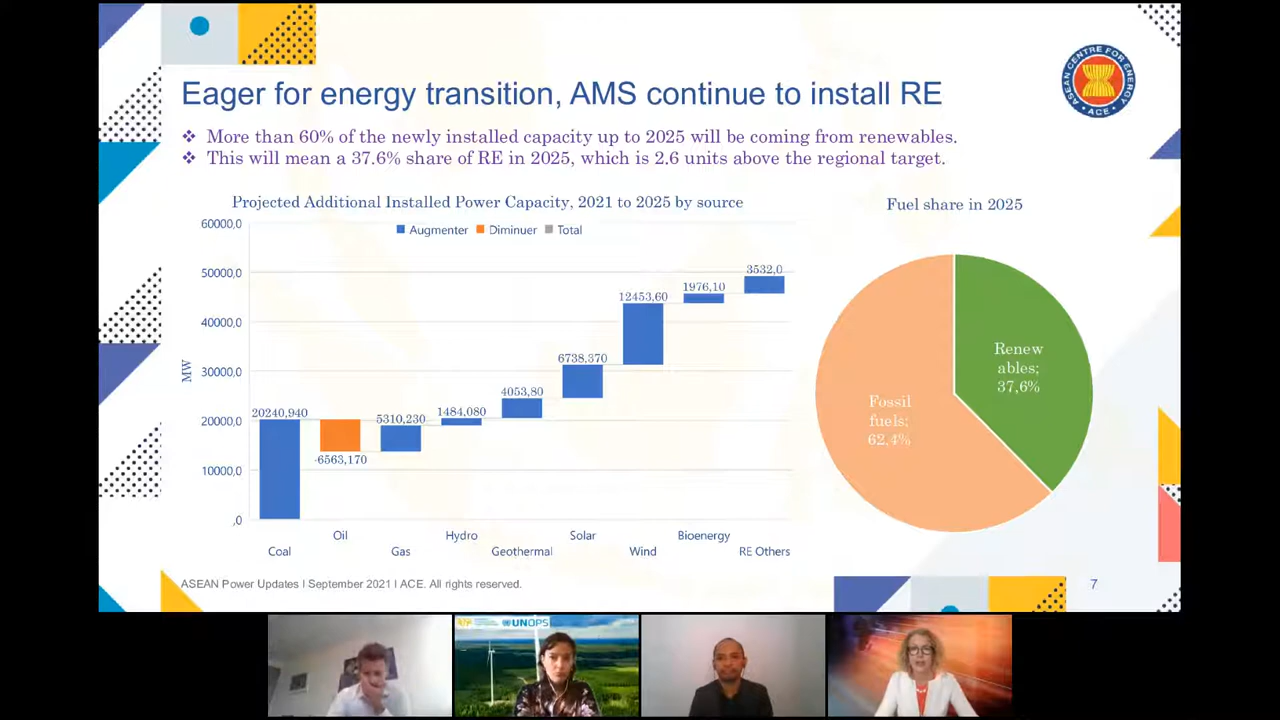 Eager for energy transition, AMS continue to install RE
❖ More than 60% of the newly installed capacity up to 2025 will be coming from renewables.
❖ This will mean a 37.6% share of RE in 2025, which is 2.6 units above the regional target.
ASEAN CENTRE FOR ENERGY
• ACE •
Projected Additional Installed Power Capacity, 2021 to 2025 by source
Augmenter Diminuer Total
MW
60000,0
50000,0
40000,0
30000,0
20000,0
10000,0
,0
20240,940
-6563,170
5310,230
1484,080
4053,80
6738,370
12453,60
1976,10
3532,0
Coal
Oil
Gas
Hydro
Geothermal
Solar
Wind
Bioenergy
RE Others
Fuel share in 2025
Renew
ables;
37,6%
Fossil
fuels;
62,4%
ASEAN Power Updates | September 2021 | ACE. All rights reserved.
7
UNOPS